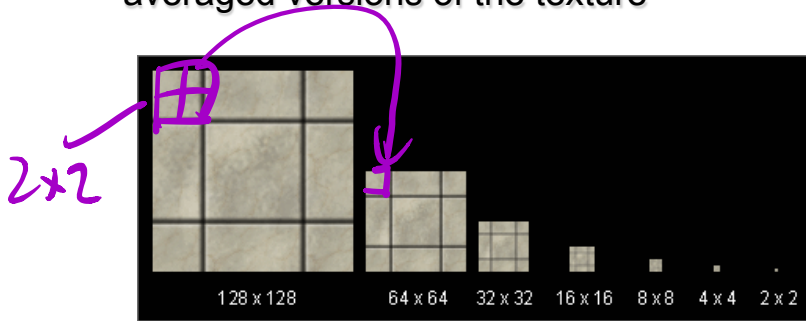 averaged versions of the texture
2x2
128 x 128 64 x 64 32 x 32 16 x 16 8 x 8 4 x 4 2 x 2